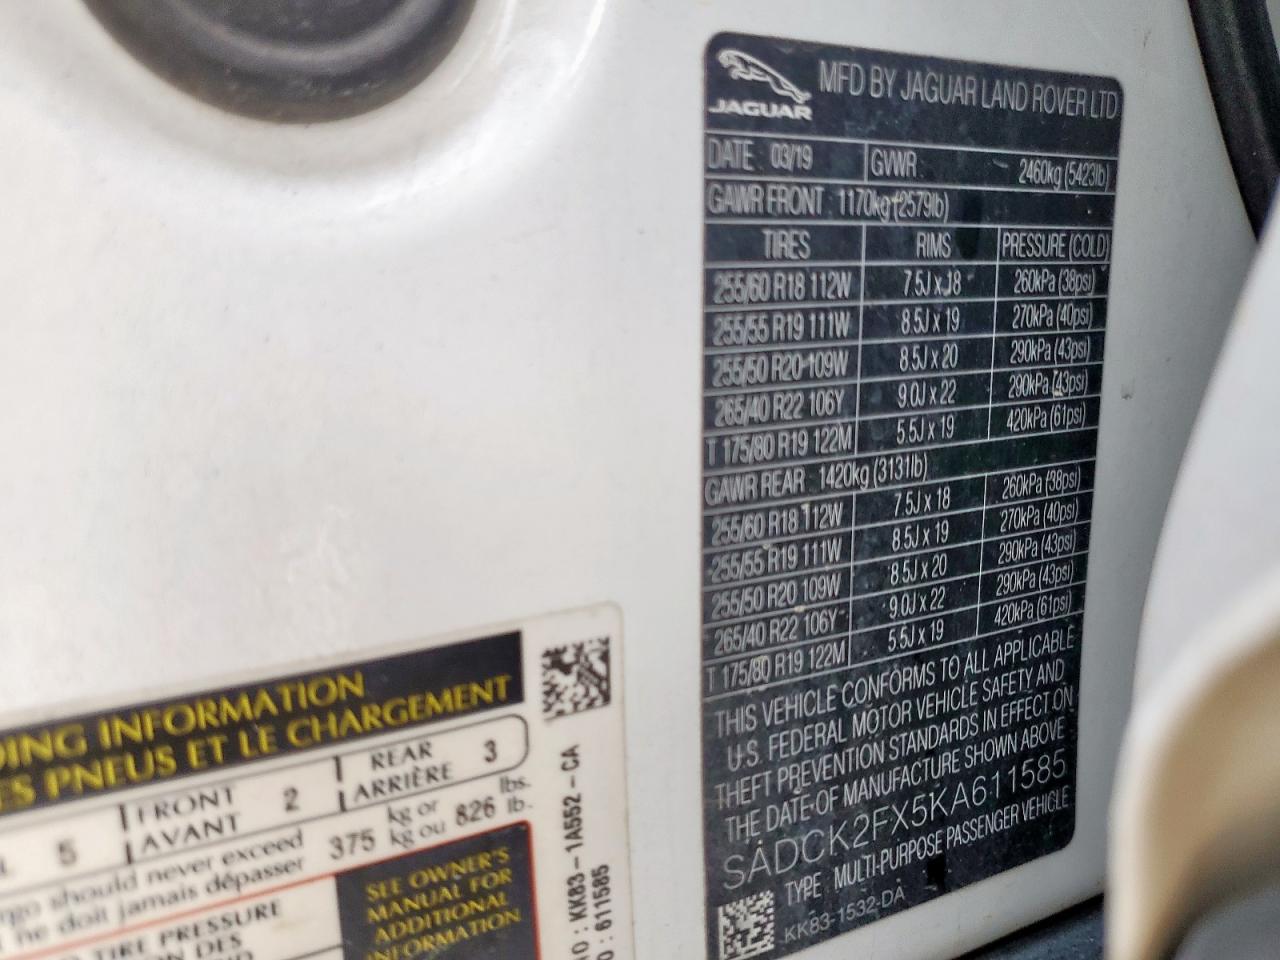 JAGUAR
MFD BY JAGUAR LAND ROVER LTD
DATE : 03/19 GVWR : 2460kg (5423lb)
GAWR FRONT : 1170kg (2579lb)
TIRES RIMS PRESSURE (COLD)
255/60 R18 112W 7.5J x 18 260kPa (38psi)
255/55 R19 111W 8.5J x 19 270kPa (40psi)
255/50 R20 109W 8.5J x 20 290kPa (43psi)
265/40 R22 106Y 9.0J x 22 290kPa (43psi)
T 175/80 R19 122M 5.5J x 19 420kPa (61psi)
GAWR REAR : 1420kg (3131lb)
255/60 R18 112W 7.5J x 18 260kPa (38psi)
255/55 R19 111W 8.5J x 19 270kPa (40psi)
255/50 R20 109W 8.5J x 20 290kPa (43psi)
265/40 R22 106Y 9.0J x 22 290kPa (43psi)
T 175/80 R19 122M 5.5J x 19 420kPa (61psi)
THIS VEHICLE CONFORMS TO ALL APPLICABLE
U.S. FEDERAL MOTOR VEHICLE SAFETY AND
THEFT PREVENTION STANDARDS IN EFFECT ON
THE DATE OF MANUFACTURE SHOWN ABOVE
SADCK2FX5KA611585
TYPE : MULTI-PURPOSE PASSENGER VEHICLE
KK83-1532-DA
DING INFORMATION
ES PNEUS ET LE CHARGEMENT
L 5 FRONT AVANT 2 REAR ARRIÈRE 3
rgo should never exceed 375 kg or 826 lbs.
ne doit jamais dépasser kg ou lb.
TIRE PRESSURE
ON DES
SEE OWNER'S
MANUAL FOR
ADDITIONAL
INFORMATION
KK83-1A552-CA
: 611585